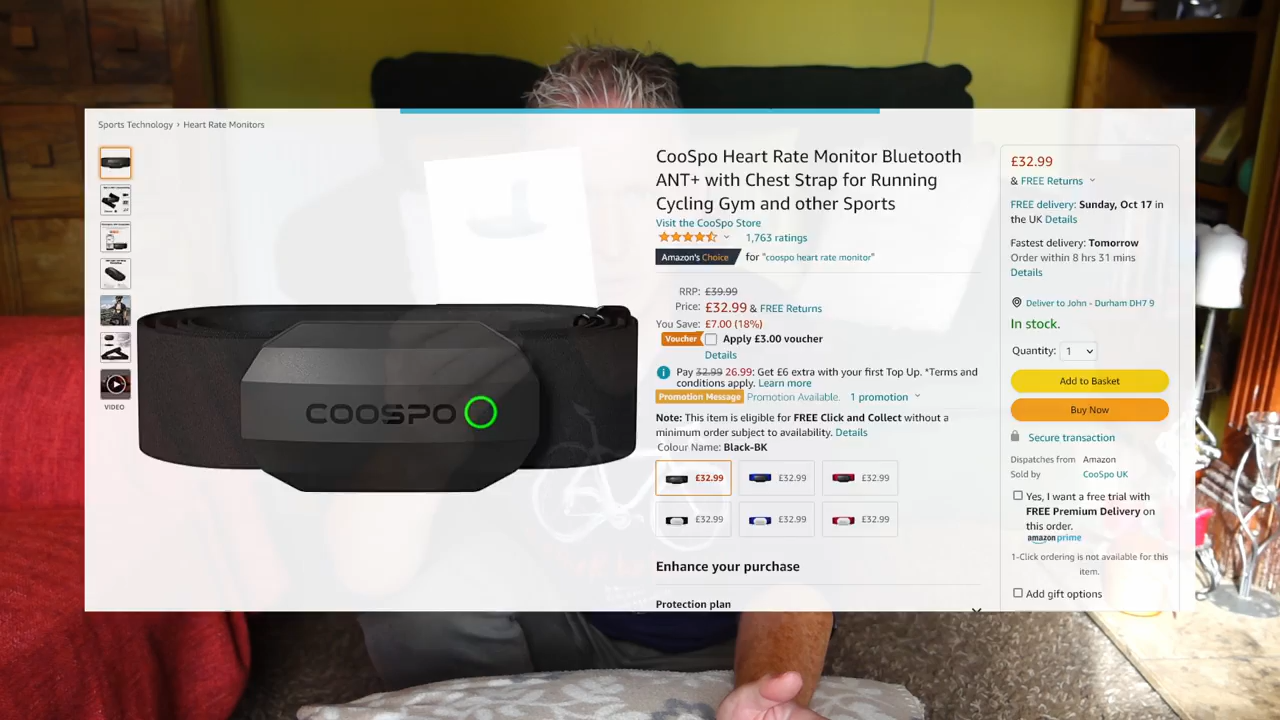 Sports Technology › Heart Rate Monitors
VIDEO
COOSPO
CooSpo Heart Rate Monitor Bluetooth
ANT+ with Chest Strap for Running
Cycling Gym and other Sports
Visit the CooSpo Store
1,763 ratings
Amazon's Choice for "coospo heart rate monitor"
RRP: £39.99
Price: £32.99 & FREE Returns
You Save: £7.00 (18%)
Voucher Apply £3.00 voucher
Details
Pay 32.99 26.99: Get £6 extra with your first Top Up. *Terms and
conditions apply. Learn more
Promotion Message Promotion Available. 1 promotion
Note: This item is eligible for FREE Click and Collect without a
minimum order subject to availability. Details
Colour Name: Black-BK
£32.99 £32.99 £32.99
£32.99 £32.99 £32.99
Enhance your purchase
Protection plan
£32.99
& FREE Returns
FREE delivery: Sunday, Oct 17 in
the UK Details
Fastest delivery: Tomorrow
Order within 8 hrs 31 mins
Details
Deliver to John - Durham DH7 9
In stock.
Quantity: 1
Add to Basket
Buy Now
Secure transaction
Dispatches from Amazon
Sold by CooSpo UK
Yes, I want a free trial with
FREE Premium Delivery on
this order.
amazon prime
1-Click ordering is not available for this
item.
Add gift options